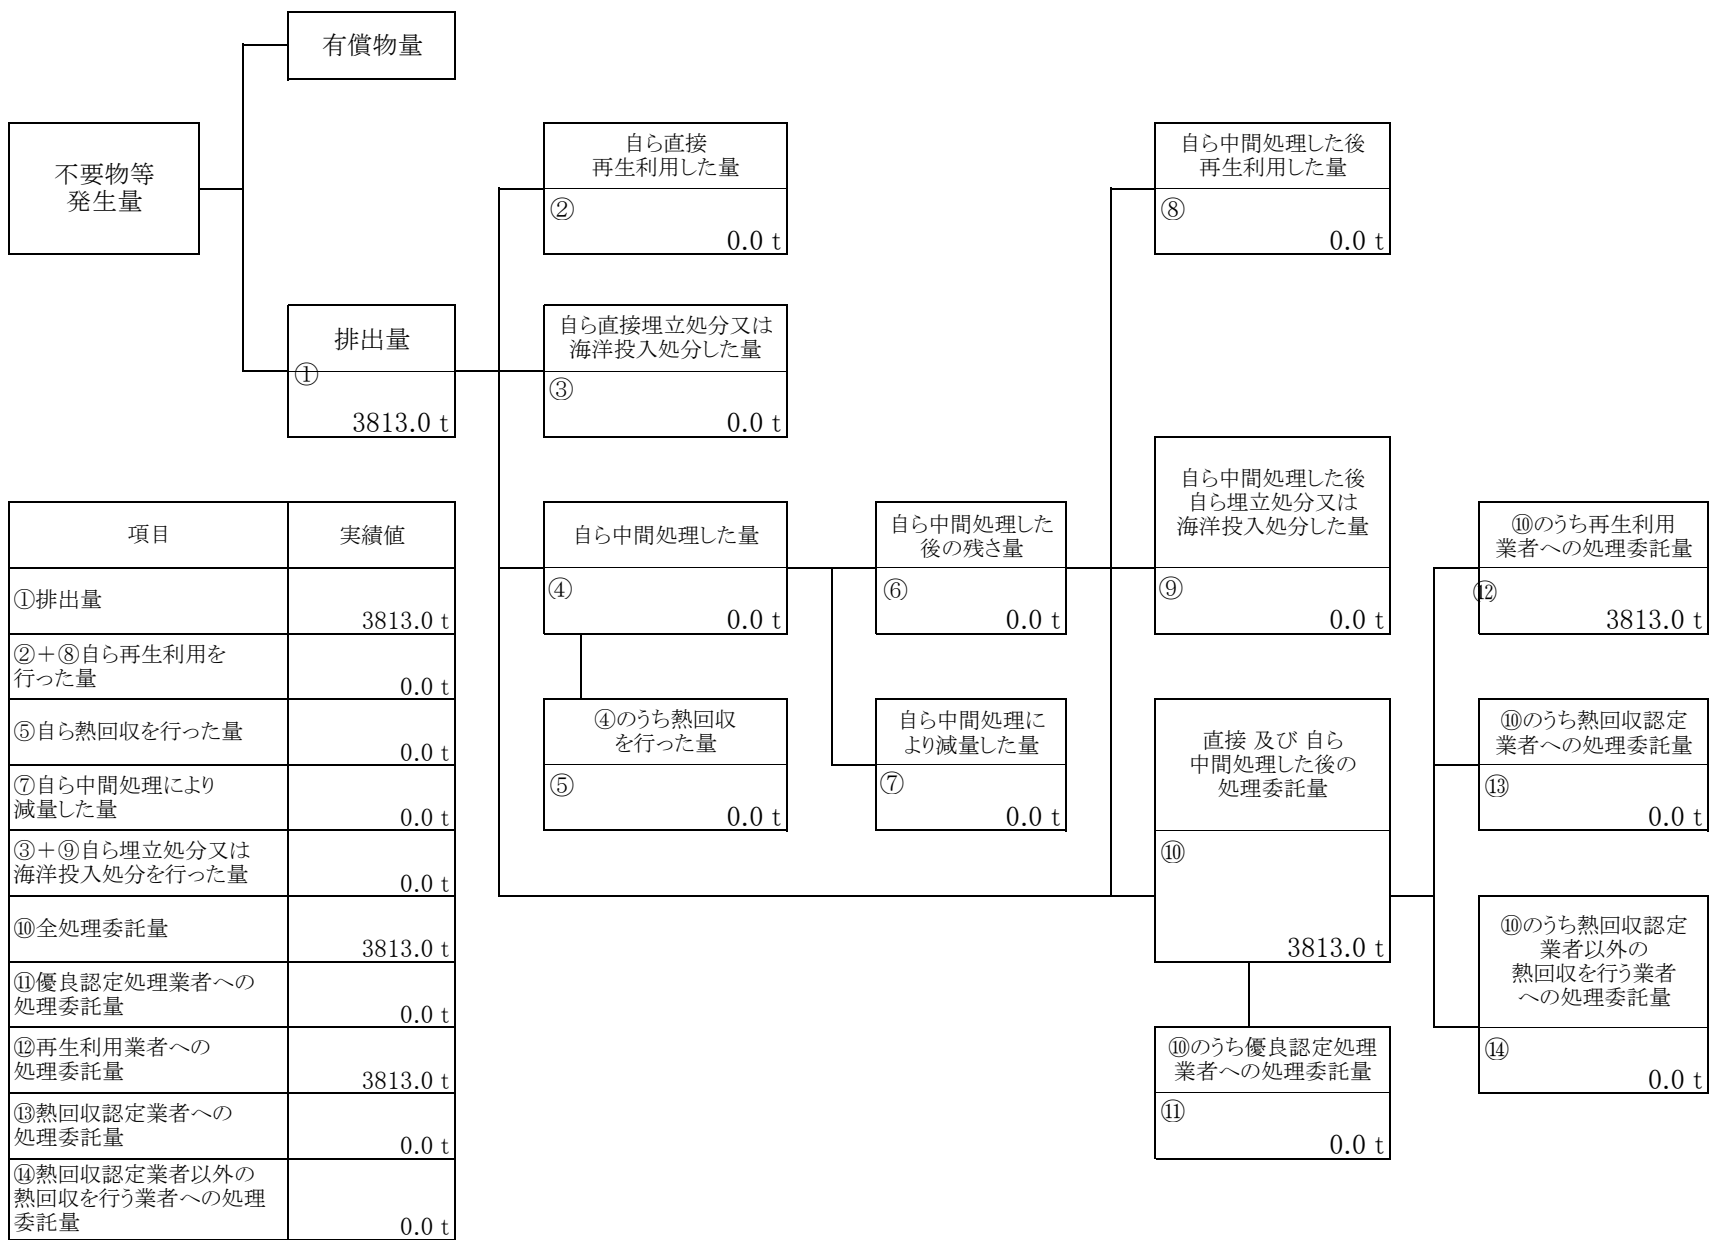 有償物量
不要物等
発生量
自ら直接
再生利用した量
②
0.0 t
自ら中間処理した後
再生利用した量
⑧
0.0 t
排出量
①
3813.0 t
自ら直接埋立処分又は
海洋投入処分した量
③
0.0 t
自ら中間処理した量
④
0.0 t
自ら中間処理した
後の残さ量
⑥
0.0 t
自ら中間処理した後
自ら埋立処分又は
海洋投入処分した量
⑨
0.0 t
⑩のうち再生利用
業者への処理委託量
⑫
3813.0 t
④のうち熱回収
を行った量
⑤
0.0 t
自ら中間処理に
より減量した量
⑦
0.0 t
直接 及び 自ら
中間処理した後の
処理委託量
⑩
3813.0 t
⑩のうち熱回収認定
業者への処理委託量
⑬
0.0 t
⑩のうち熱回収認定
業者以外の
熱回収を行う業者
への処理委託量
⑭
0.0 t
⑩のうち優良認定処理
業者への処理委託量
⑪
0.0 t
項目 実績値
①排出量
3813.0 t
②＋⑧自ら再生利用を
行った量
0.0 t
⑤自ら熱回収を行った量
0.0 t
⑦自ら中間処理により
減量した量
0.0 t
③＋⑨自ら埋立処分又は
海洋投入処分を行った量
0.0 t
⑩全処理委託量
3813.0 t
⑪優良認定処理業者への
処理委託量
0.0 t
⑫再生利用業者への
処理委託量
3813.0 t
⑬熱回収認定業者への
処理委託量
0.0 t
⑭熱回収認定業者以外の
熱回収を行う業者への処理
委託量
0.0 t